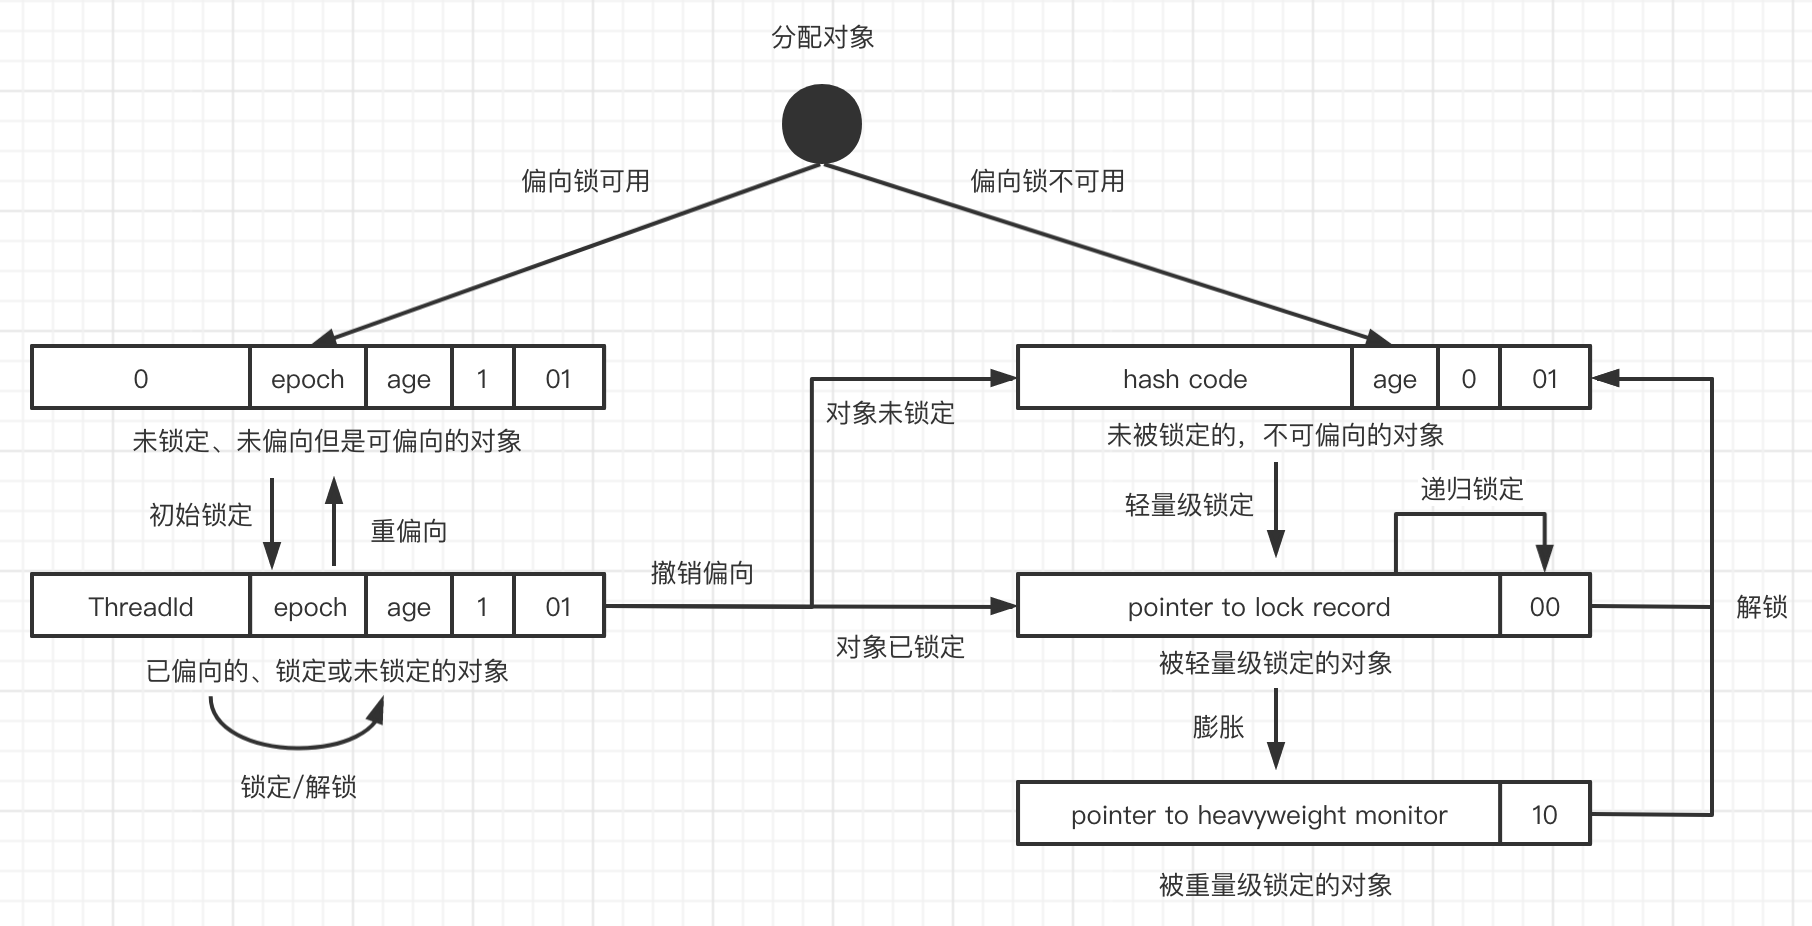 分配对象
偏向锁可用
偏向锁不可用
0 epoch age 1 01
hash code age 0 01
对象未锁定
未锁定、未偏向但是可偏向的对象
未被锁定的，不可偏向的对象
初始锁定
重偏向
轻量级锁定
递归锁定
撤销偏向
ThreadId epoch age 1 01
pointer to lock record 00
解锁
对象已锁定
已偏向的、锁定或未锁定的对象
被轻量级锁定的对象
膨胀
锁定/解锁
pointer to heavyweight monitor 10
被重量级锁定的对象